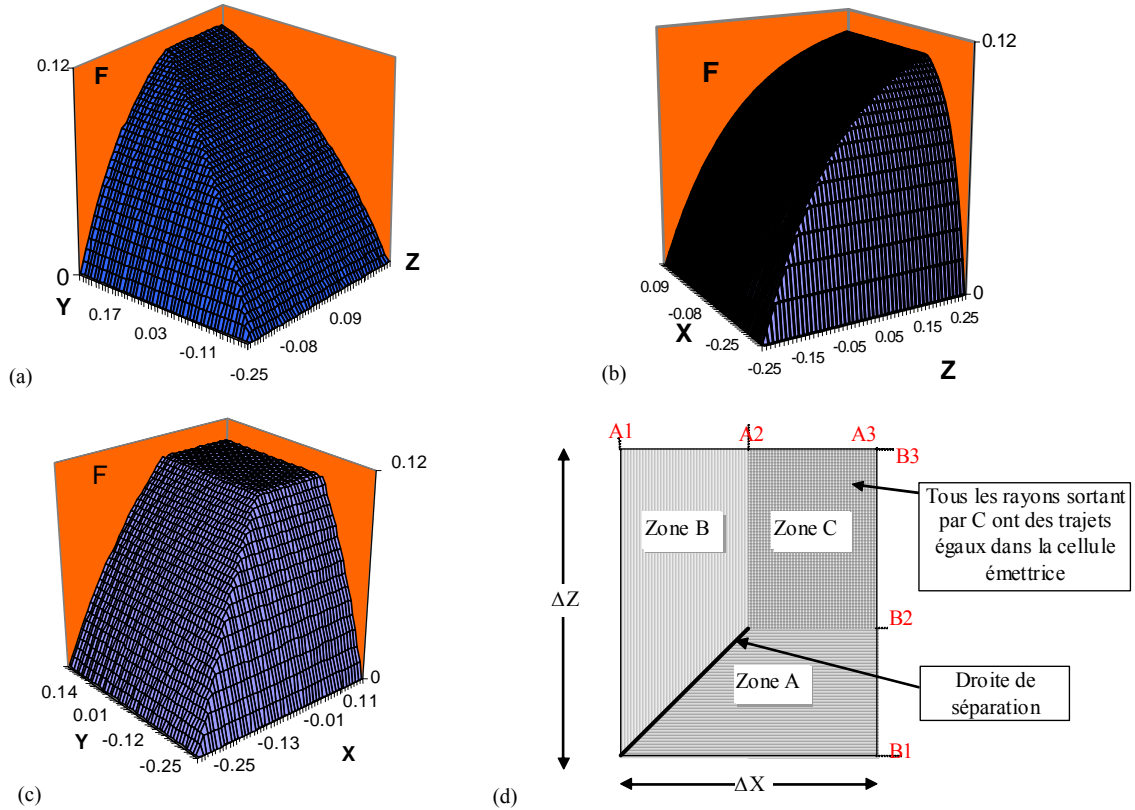 0.12
F
0
Y
0.17
0.03
-0.11
-0.25
-0.08
0.09
Z
(a)
0.12
F
0
0.09
-0.08
-0.25
X
-0.25
-0.15
-0.05
0.05
0.15
0.25
Z
(b)
F
0.12
0
0.14
0.01
-0.12
-0.25
Y
-0.25
-0.13
-0.01
0.11
X
(c)
A1
A2
A3
B3
Zone B
Zone C
Tous les rayons sortant
par C ont des trajets
égaux dans la cellule
émettrice
ΔZ
B2
Zone A
Droite de
séparation
B1
ΔX
(d)